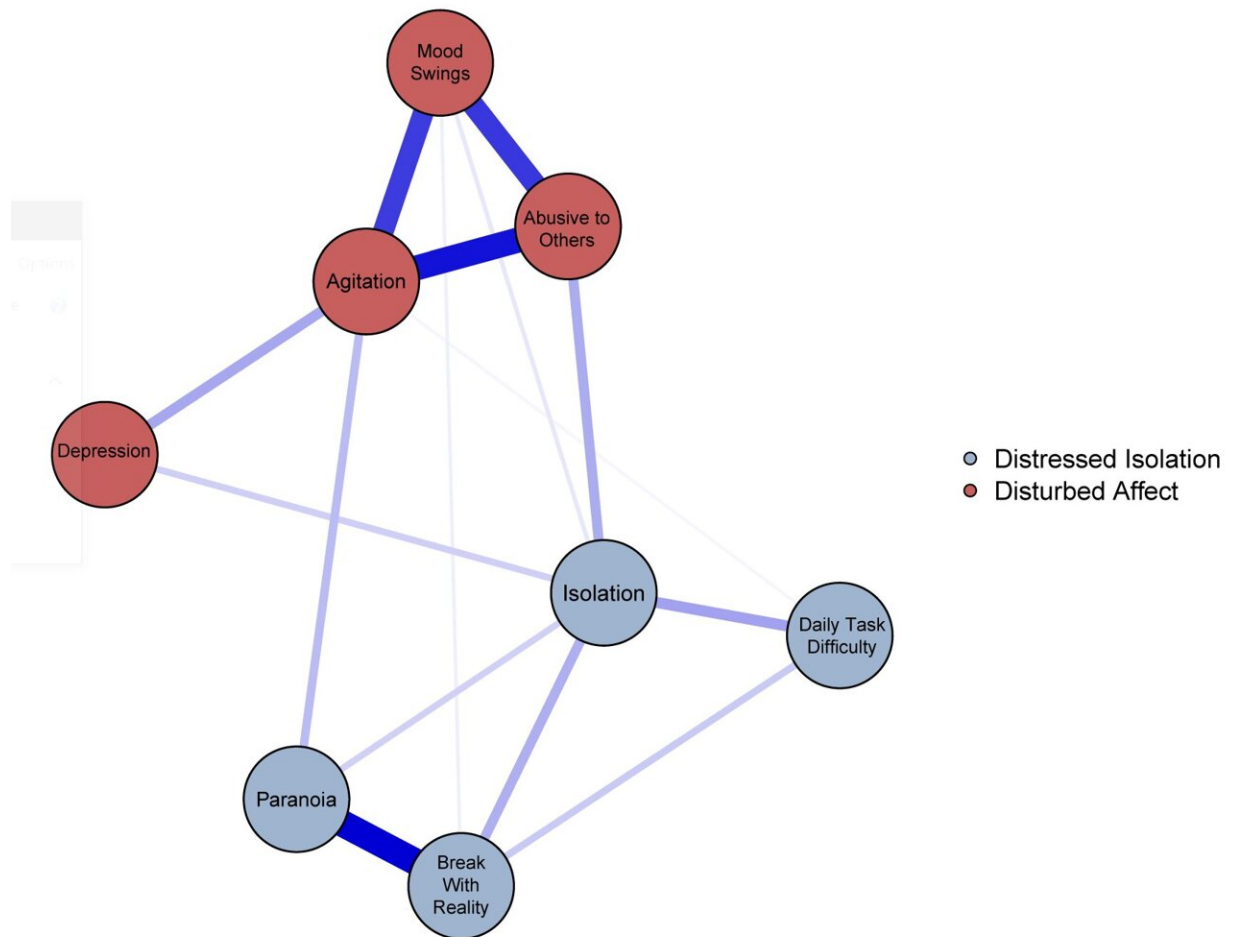 Mood
Swings
Abusive to
Others
Agitation
Options
Depression
Distressed Isolation
Disturbed Affect
Isolation
Daily Task
Difficulty
Paranoia
Break
With
Reality